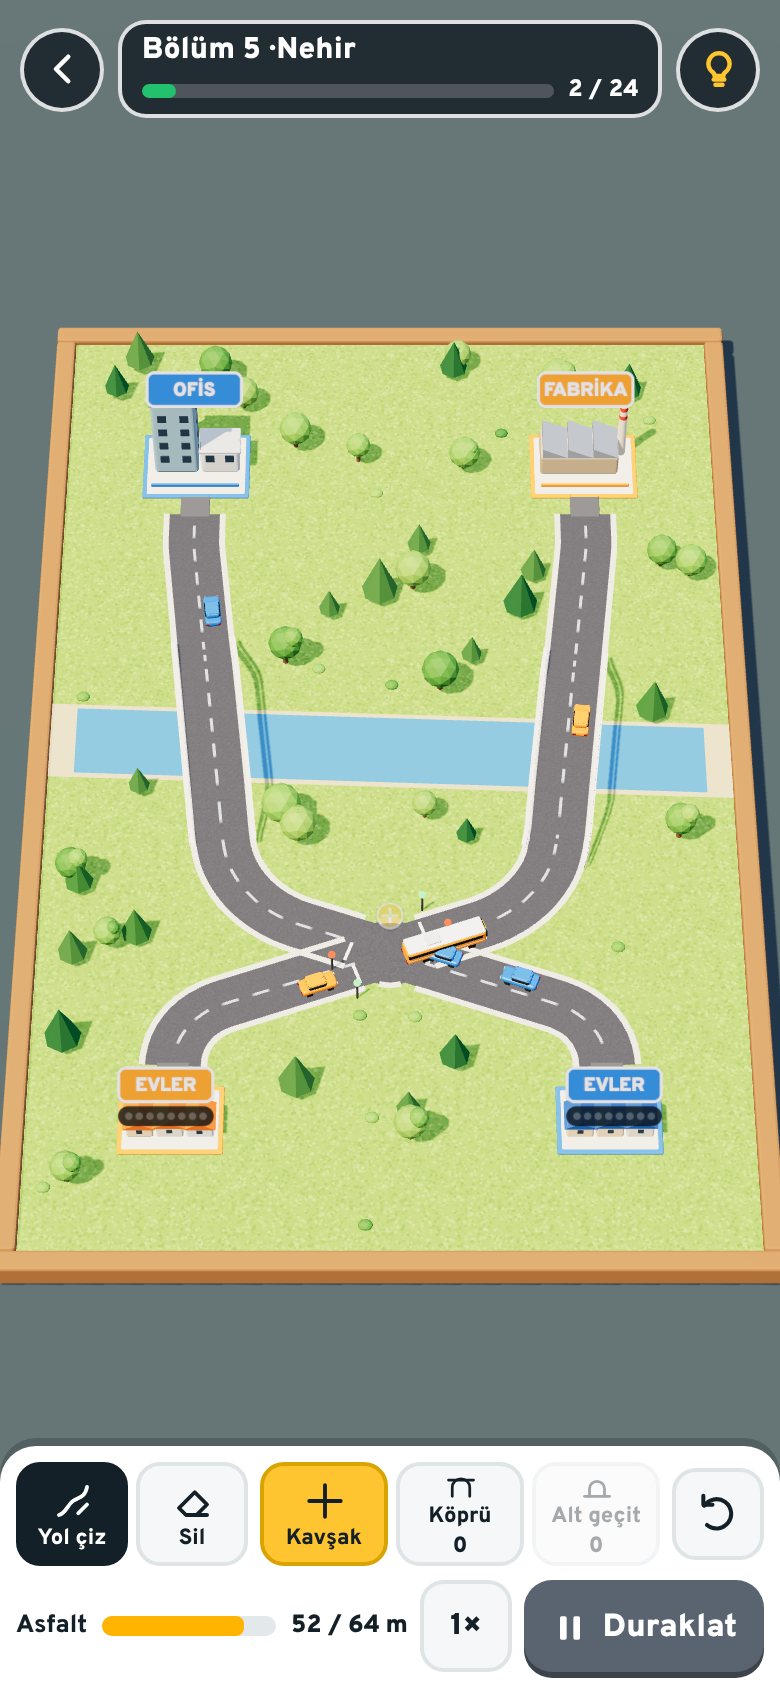 Bölüm 5 ·Nehir
2 / 24
OFİS
FABRİKA
EVLER
EVLER
Yol çiz
Sil
Kavşak
Köprü
0
Alt geçit
0
Asfalt
52 / 64 m
1×
Duraklat